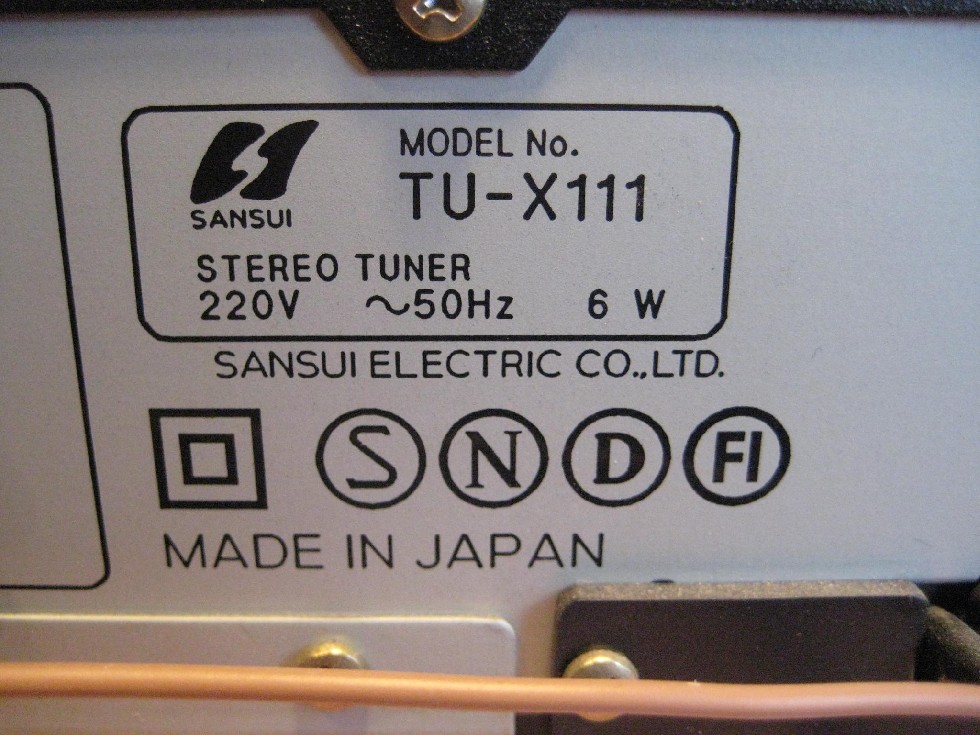 SANSUI
MODEL No.
TU-X111
STEREO TUNER
220V ~50Hz 6 W
SANSUI ELECTRIC CO.,LTD.
S N D FI
MADE IN JAPAN